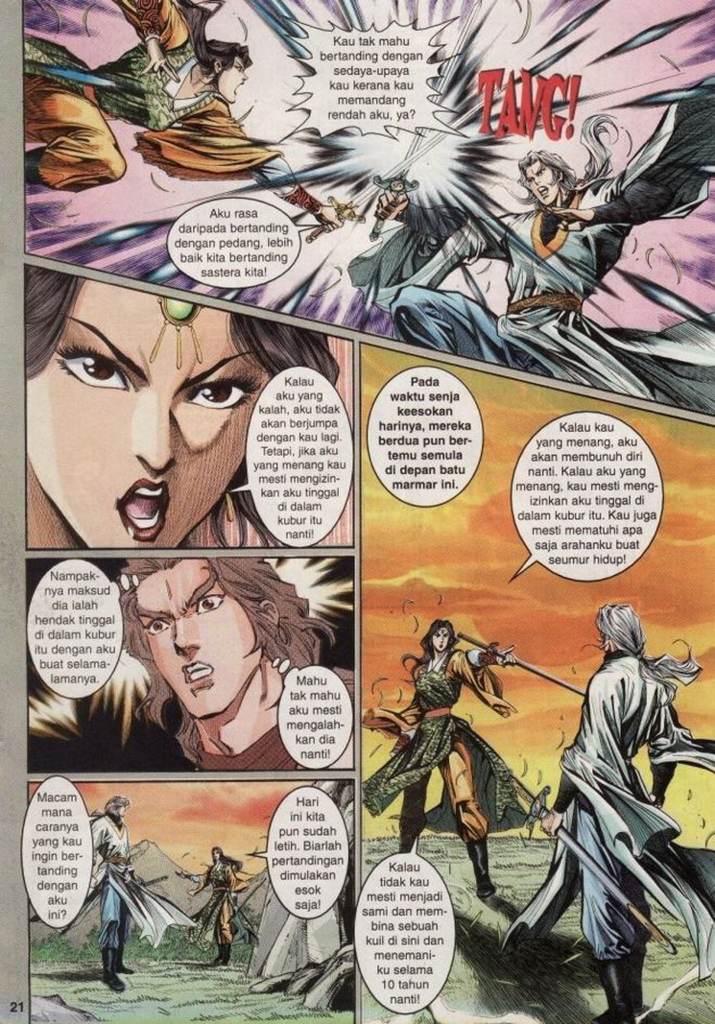 Kau tak mahu
bertanding dengan
sedaya-upaya
kau kerana kau
memandang
rendah aku, ya?
TANG!
Aku rasa
daripada bertanding
dengan pedang, lebih
baik kita bertanding
sastera kita!
Kalau
aku yang
kalah, aku tidak
akan berjumpa
dengan kau lagi.
Tetapi, jika aku
yang menang kau
mesti mengizin-
kan aku tinggal
di dalam
kubur itu
nanti!
Nampak-
nya maksud
dia ialah
hendak tinggal
di dalam kubur
itu dengan aku
buat selama-
lamanya.
Mahu
tak mahu
aku mesti
mengalah-
kan dia
nanti!
Macam
mana
caranya
yang kau
ingin ber-
tanding
dengan
aku
ini?
Hari
ini kita
pun sudah
letih. Biarlah
pertandingan
dimulakan
esok
saja!
Pada
waktu senja
keesokan
harinya, mereka
berdua pun ber-
temu semula
di depan batu
marmar ini.
Kalau kau
yang menang, aku
akan membunuh diri
nanti. Kalau aku yang
menang, kau mesti meng-
izinkan aku tinggal di
dalam kubur itu. Kau juga
mesti mematuhi apa
saja arahanku buat
seumur hidup!
Kalau
tidak kau
mesti menjadi
sami dan mem-
bina sebuah
kuil di sini dan
menemani-
ku selama
10 tahun
nanti!
21